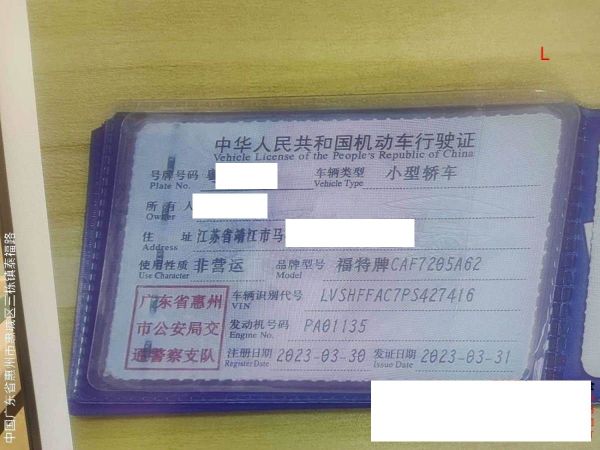 L
中华人民共和国机动车行驶证
Vehicle License of the People's Republic of China
号牌号码 粤 车辆类型 小型轿车
Plate No. Vehicle Type
所有人
Owner
住址 江苏省靖江市马
Address
使用性质 非营运 品牌型号 福特牌CAF7205A62
Use Character Model
广东省惠州
市公安局交
通警察支队
车辆识别代号 LVSHFFAC7PS427416
VIN
发动机号码 PA01135
Engine No.
注册日期 2023-03-30 发证日期 2023-03-31
Register Date Issue Date
中国广东省惠州市惠城区三栋镇泰福路